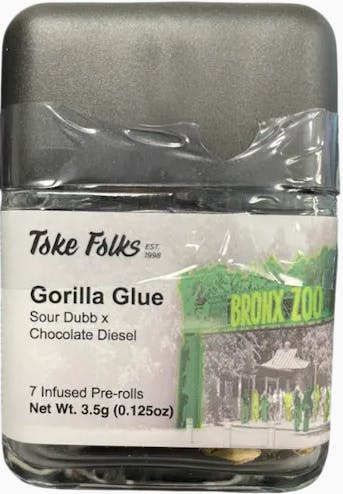 Toke Folks EST
1998
Gorilla Glue
Sour Dubb x
Chocolate Diesel
BRONX ZOO
7 Infused Pre-rolls
Net Wt. 3.5g (0.125oz)